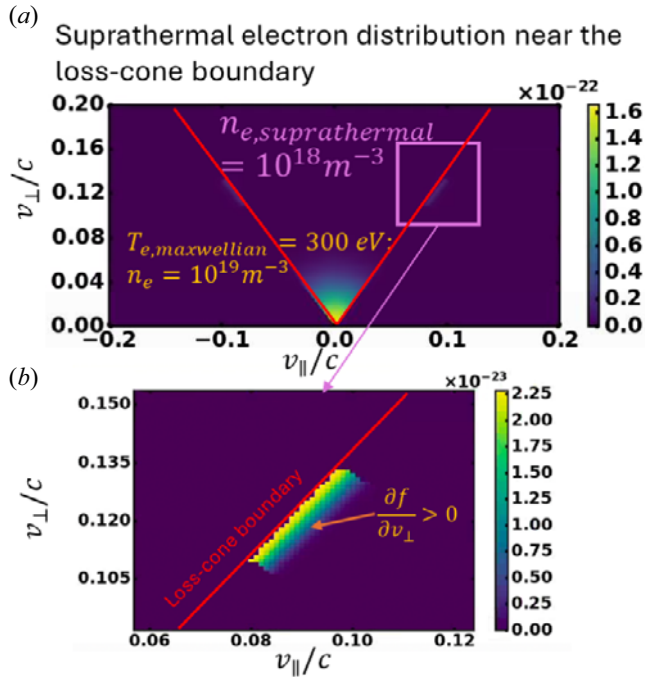 (a)
Suprathermal electron distribution near the
loss-cone boundary
×10⁻²²
0.20
0.16
0.12
0.08
0.04
0.00
v⊥/c
n_{e,suprathermal}
= 10¹⁸m⁻³
T_{e,maxwellian} = 300 eV:
n_e = 10¹⁹m⁻³
1.6
1.4
1.2
1.0
0.8
0.6
0.4
0.2
0.0
−0.2 −0.1 0.0 0.1 0.2
v∥/c
(b)
×10⁻²³
0.150
0.135
0.120
0.105
v⊥/c
Loss-cone boundary
∂f/∂v⊥ > 0
2.25
2.00
1.75
1.50
1.25
1.00
0.75
0.50
0.25
0.00
0.06 0.08 0.10 0.12
v∥/c